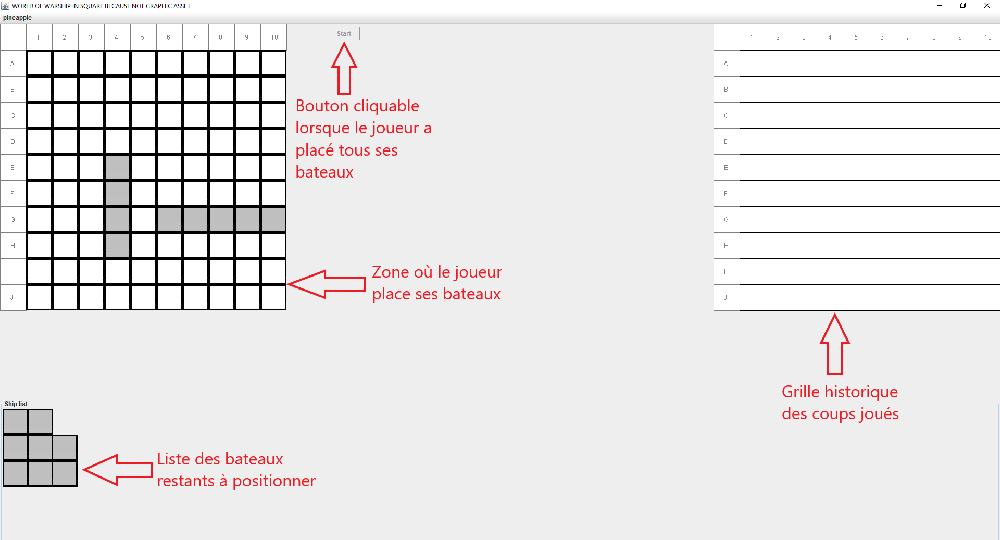 WORLD OF WARSHIP IN SQUARE BECAUSE NOT GRAPHIC ASSET
pineapple
1 2 3 4 5 6 7 8 9 10
A
B
C
D
E
F
G
H
I
J
Start
Bouton cliquable
lorsque le joueur a
placé tous ses
bateaux
Zone où le joueur
place ses bateaux
1 2 3 4 5 6 7 8 9 10
A
B
C
D
E
F
G
H
I
J
Grille historique
des coups joués
Ship list
Liste des bateaux
restants à positionner